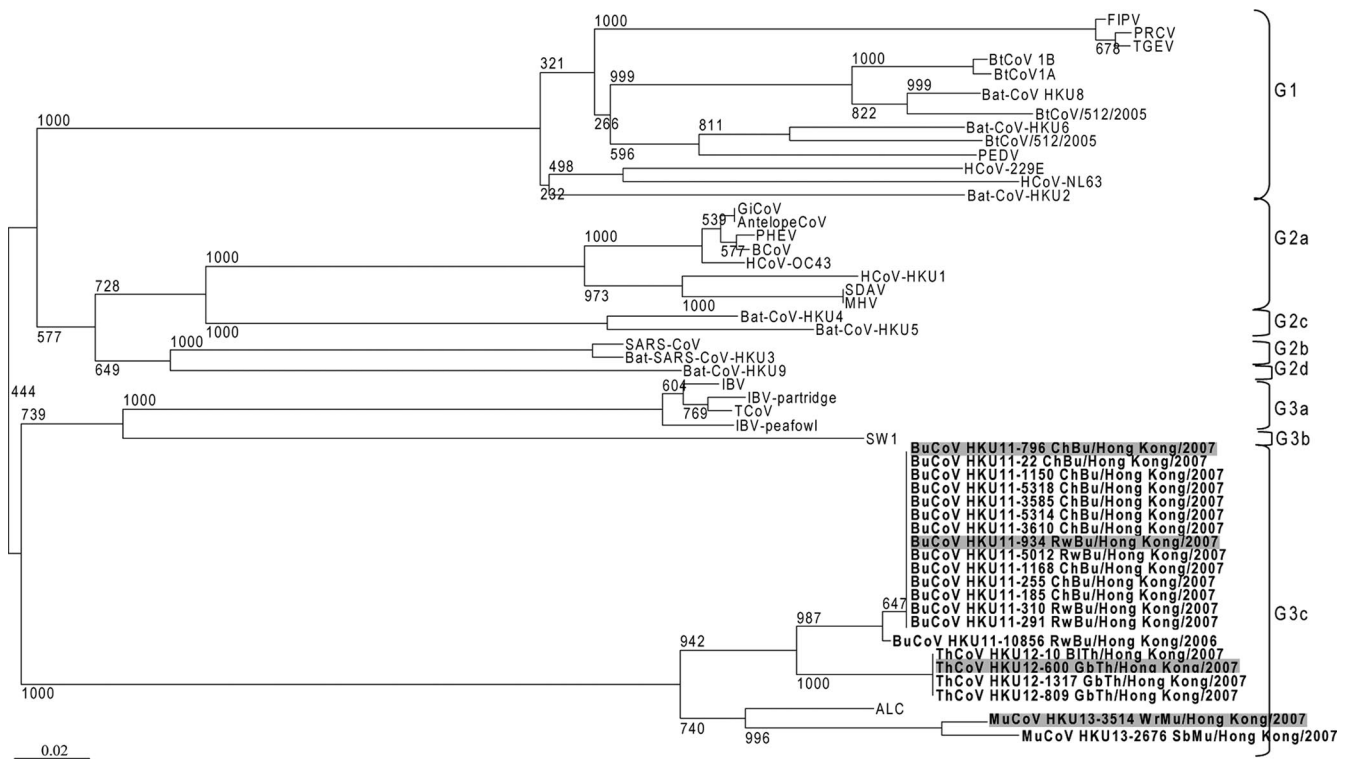 1000
FIPV
PRCV
678
TGEV
321
1000
BtCoV 1B
BtCoV1A
999
999
Bat-CoV HKU8
G1
822
BtCoV/512/2005
1000
266
811
Bat-CoV-HKU6
BtCoV/512/2005
596
PEDV
498
HCoV-229E
HCoV-NL63
232
Bat-CoV-HKU2
GiCoV
539
AntelopeCoV
PHEV
G2a
1000
577
BCoV
1000
HCoV-OC43
HCoV-HKU1
728
SDAV
973
1000
MHV
Bat-CoV-HKU4
G2c
577
1000
Bat-CoV-HKU5
1000
SARS-CoV
G2b
649
Bat-SARS-CoV-HKU3
Bat-CoV-HKU9
G2d
444
604
IBV
1000
IBV-partridge
739
769
TCoV
G3a
IBV-peafowl
SW1
G3b
BuCoV HKU11-796 ChBu/Hong Kong/2007
BuCoV HKU11-22 ChBu/Hong Kong/2007
BuCoV HKU11-1150 ChBu/Hong Kong/2007
BuCoV HKU11-5318 ChBu/Hong Kong/2007
BuCoV HKU11-3585 ChBu/Hong Kong/2007
BuCoV HKU11-5314 ChBu/Hong Kong/2007
BuCoV HKU11-3610 ChBu/Hong Kong/2007
BuCoV HKU11-934 RwBu/Hong Kong/2007
BuCoV HKU11-5012 RwBu/Hong Kong/2007
BuCoV HKU11-1168 ChBu/Hong Kong/2007
BuCoV HKU11-255 ChBu/Hong Kong/2007
BuCoV HKU11-185 ChBu/Hong Kong/2007
647
BuCoV HKU11-310 RwBu/Hong Kong/2007
G3c
987
BuCoV HKU11-291 RwBu/Hong Kong/2007
942
BuCoV HKU11-10856 RwBu/Hong Kong/2006
ThCoV HKU12-10 BlTh/Hong Kong/2007
ThCoV HKU12-600 GbTh/Hong Kong/2007
1000
ThCoV HKU12-1317 GbTh/Hong Kong/2007
1000
ThCoV HKU12-809 GbTh/Hong Kong/2007
ALC
740
MuCoV HKU13-3514 WrMu/Hong Kong/2007
996
MuCoV HKU13-2676 SbMu/Hong Kong/2007
0.02